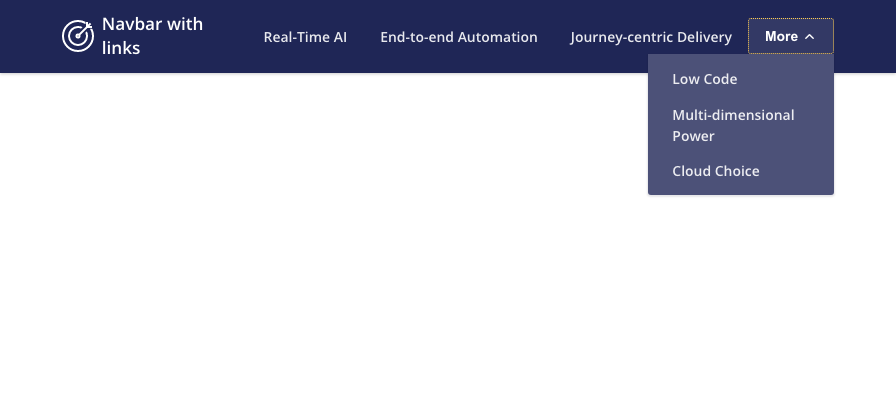 Navbar with
links
Real-Time AI
End-to-end Automation
Journey-centric Delivery
More
Low Code
Multi-dimensional
Power
Cloud Choice